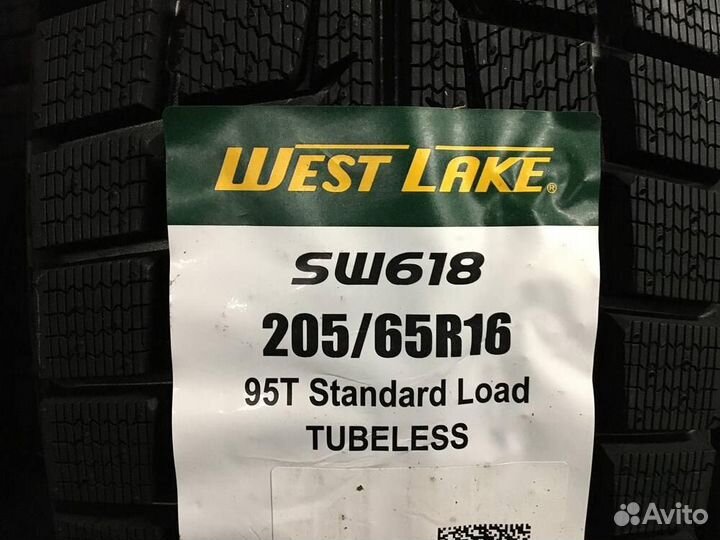 WEST LAKE®
SW618
205/65R16
95T Standard Load
TUBELESS
Avito